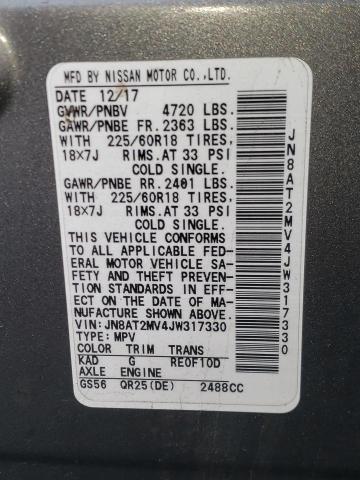 MFD BY NISSAN MOTOR CO.,LTD.
DATE 12/17
GVWR/PNBV 4720 LBS.
GAWR/PNBE FR. 2363 LBS.
WITH 225/60R18 TIRES,
18×7J RIMS.AT 33 PSI
COLD SINGLE.
GAWR/PNBE RR. 2401 LBS.
WITH 225/60R18 TIRES,
18×7J RIMS.AT 33 PSI
COLD SINGLE.
THIS VEHICLE CONFORMS
TO ALL APPLICABLE FED-
ERAL MOTOR VEHICLE SA-
FETY AND THEFT PREVEN-
TION STANDARDS IN EFF-
ECT ON THE DATE OF MA-
NUFACTURE SHOWN ABOVE.
VIN:JN8AT2MV4JW317330
TYPE: MPV
COLOR TRIM TRANS
KAD G RE0F10D
AXLE ENGINE
GS56 QR25(DE) 2488CC
JN8AT2MV4JW317330